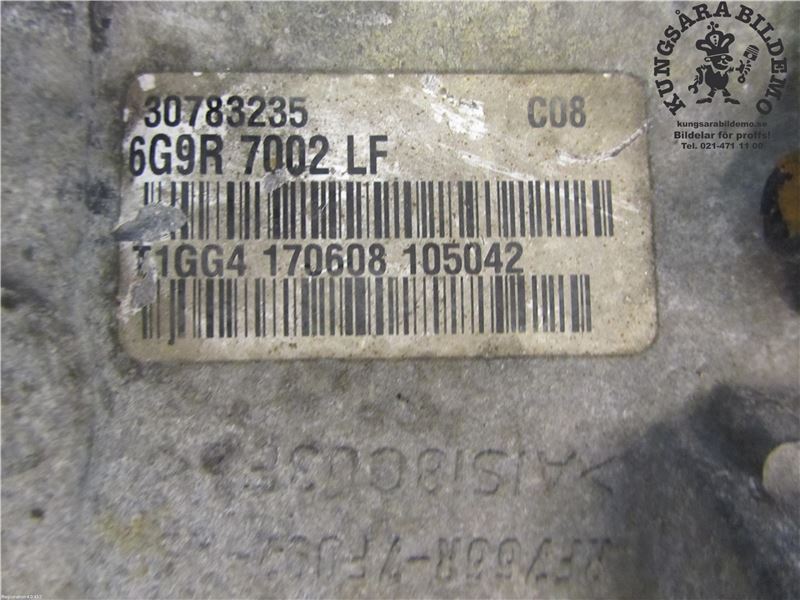 30783235 C08
6G9R 7002 LF
T1GG4 170608 105042
>AlSi8Cu3F
KUNGSÅRA BILDEMO
kungsarabildemo.se
Bildelar för proffs!
Tel. 021-471 11 00